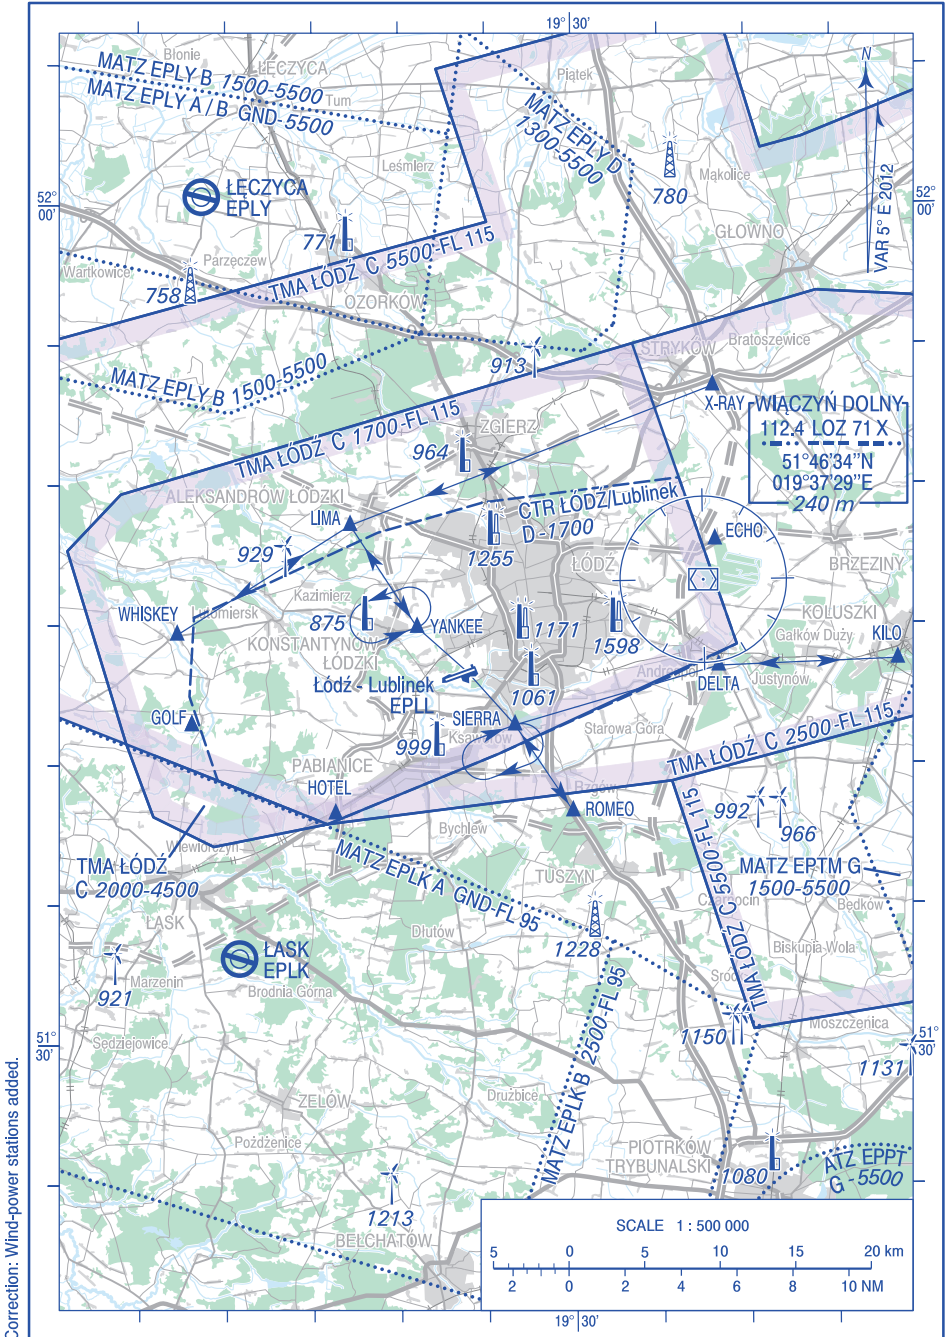 19° 30'
Błonie
ŁĘCZYCA
MATZ EPLY B 1500-5500
MATZ EPLY A / B GND-5500
Tum
Piątek
MATZ EPLY D
1300-5500
N
VAR 5° E 2012
Leśmierz
780
Mąkolice
52°
00'
52°
00'
ŁĘCZYCA
EPLY
771
GŁOWNO
Parzęczew
Wartkowice
758
TMA ŁÓDŹ C 5500-FL 115
OZORKÓW
913
STRYKÓW
Bratoszewice
MATZ EPLY B 1500-5500
X-RAY
WIĄCZYŃ DOLNY
112.4 LOZ 71 X
51°46'34"N
019°37'29"E
240 m
TMA ŁÓDŹ C 1700-FL 115
ZGIERZ
964
ALEKSANDRÓW ŁÓDZKI
LIMA
CTR ŁÓDŹ/Lublinek
D-1700
ECHO
929
1255
ŁÓDŹ
BRZEZINY
Kazimierz
WHISKEY
Lutomiersk
875
YANKEE
1171
1598
KOLUSZKI
Gałków Duży
KILO
KONSTANTYNÓW
ŁÓDZKI
Łódź - Lublinek
EPLL
1061
Andrespol
DELTA
Justynów
GOLF
SIERRA
Ksawerów
Starowa Góra
999
PABIANICE
TMA ŁÓDŹ C 2500-FL 115
HOTEL
Rzgów
ROMEO
992
966
Bychlew
Wiewiórczyn
MATZ EPLK A GND-FL 95
TMA ŁÓDŹ
C 2000-4500
TUSZYN
TMA ŁÓDŹ C 5500-FL 115
MATZ EPTM G
1500-5500
Czarnocin
Będków
ŁASK
Dłutów
1228
ŁASK
EPLK
Biskupia Wola
Marzenin
921
Brodnia Górna
MATZ EPLK B 2500-FL 95
1150
Moszczenica
51°
30'
51°
30'
Sędziejowice
1131
Drużbice
ZELÓW
Poźdżenice
PIOTRKÓW
TRYBUNALSKI
1080
ATZ EPPT
G - 5500
1213
BEŁCHATÓW
SCALE 1 : 500 000
5 0 5 10 15 20 km
2 0 2 4 6 8 10 NM
19° 30'
Correction: Wind-power stations added.